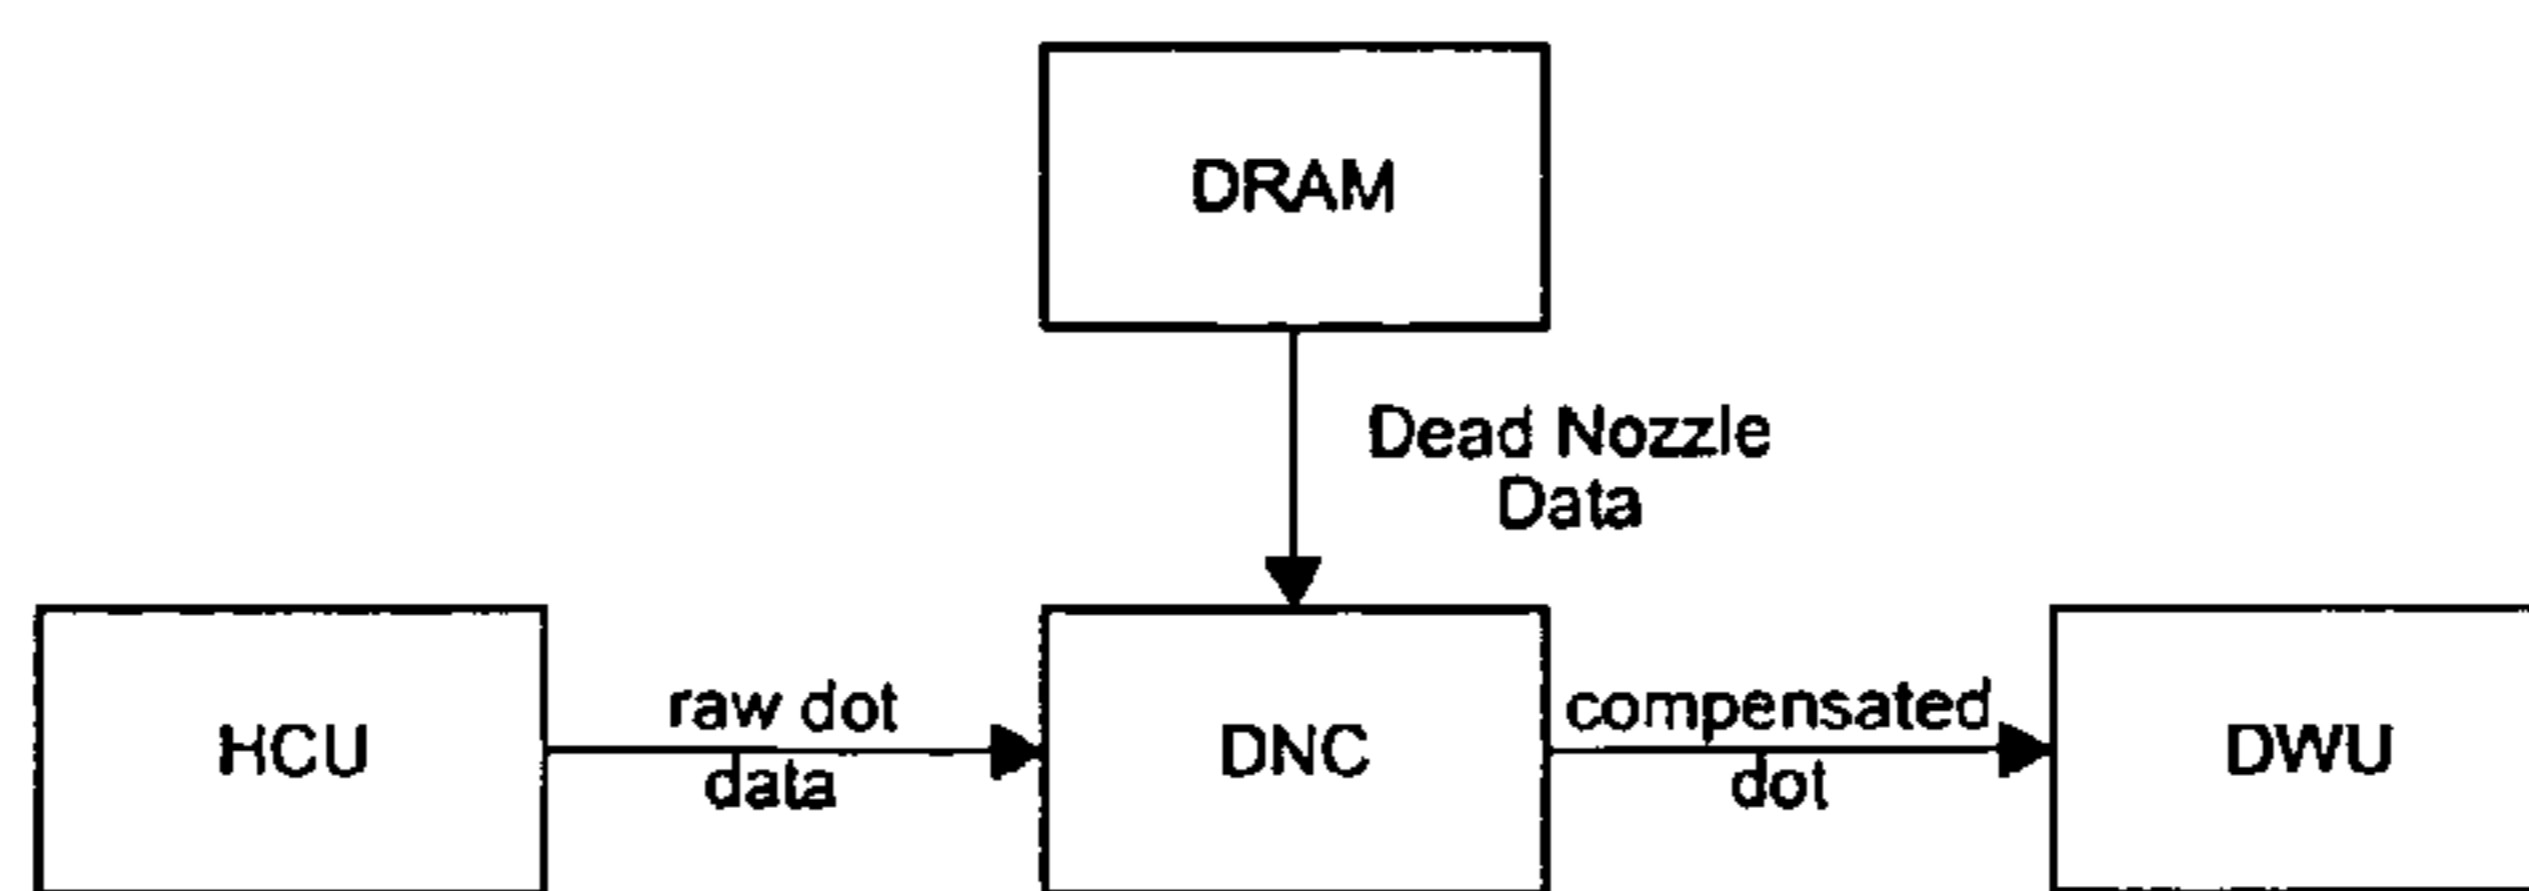 DRAM
Dead Nozzle
Data
HCU
raw dot
data
DNC
compensated
dot
DWU